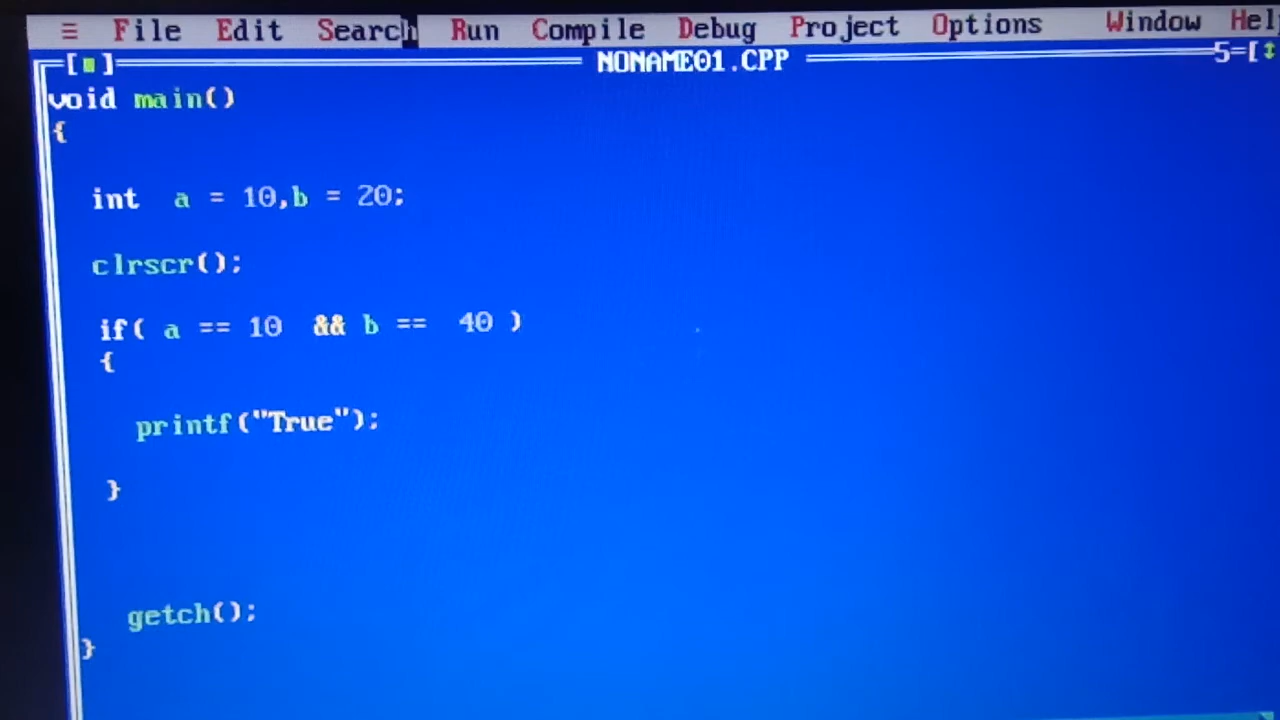 ≡ File Edit Search Run Compile Debug Project Options Window Hel
[■] NONAME01.CPP 5=[↕
void main()
{
int a = 10,b = 20;
clrscr();
if( a == 10 && b == 40 )
{
printf("True");
}
getch();
}